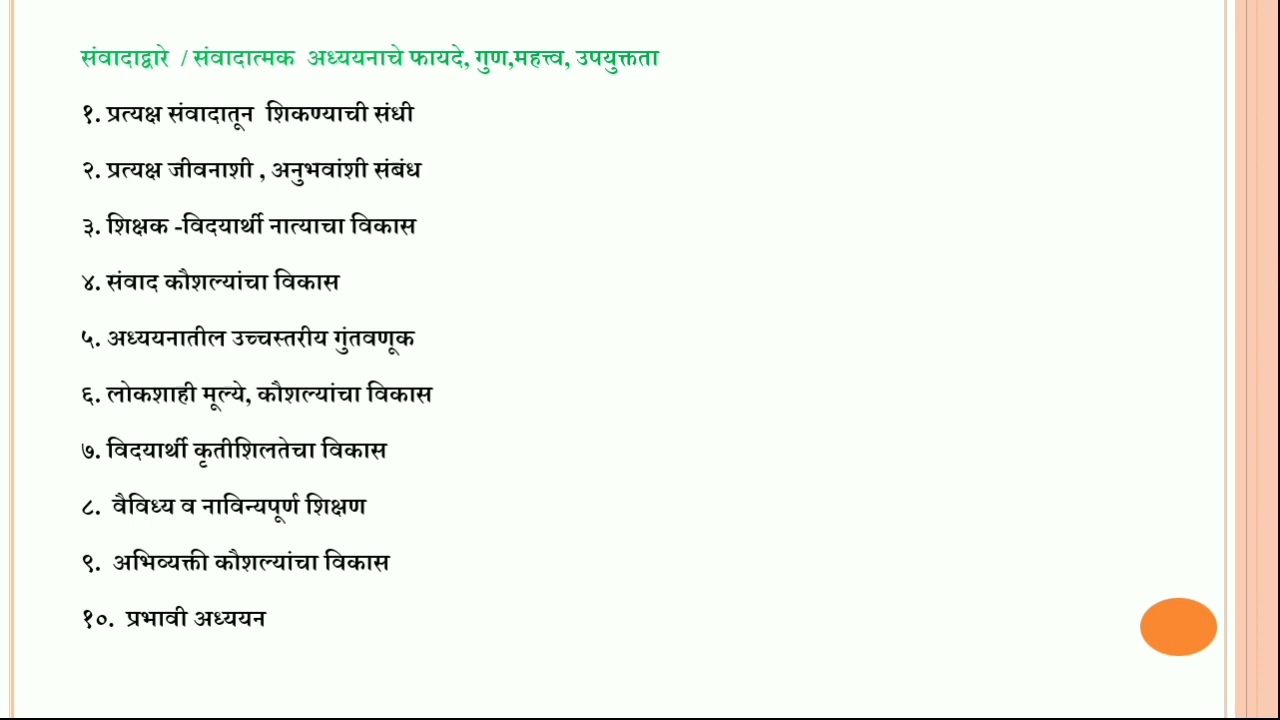 संवादाद्वारे / संवादात्मक अध्ययनाचे फायदे, गुण,महत्त्व, उपयुक्तता
१. प्रत्यक्ष संवादातून शिकण्याची संधी
२. प्रत्यक्ष जीवनाशी , अनुभवांशी संबंध
३. शिक्षक -विदयार्थी नात्याचा विकास
४. संवाद कौशल्यांचा विकास
५. अध्ययनातील उच्चस्तरीय गुंतवणूक
६. लोकशाही मूल्ये, कौशल्यांचा विकास
७. विदयार्थी कृतीशिलतेचा विकास
८. वैविध्य व नाविन्यपूर्ण शिक्षण
९. अभिव्यक्ती कौशल्यांचा विकास
१०. प्रभावी अध्ययन